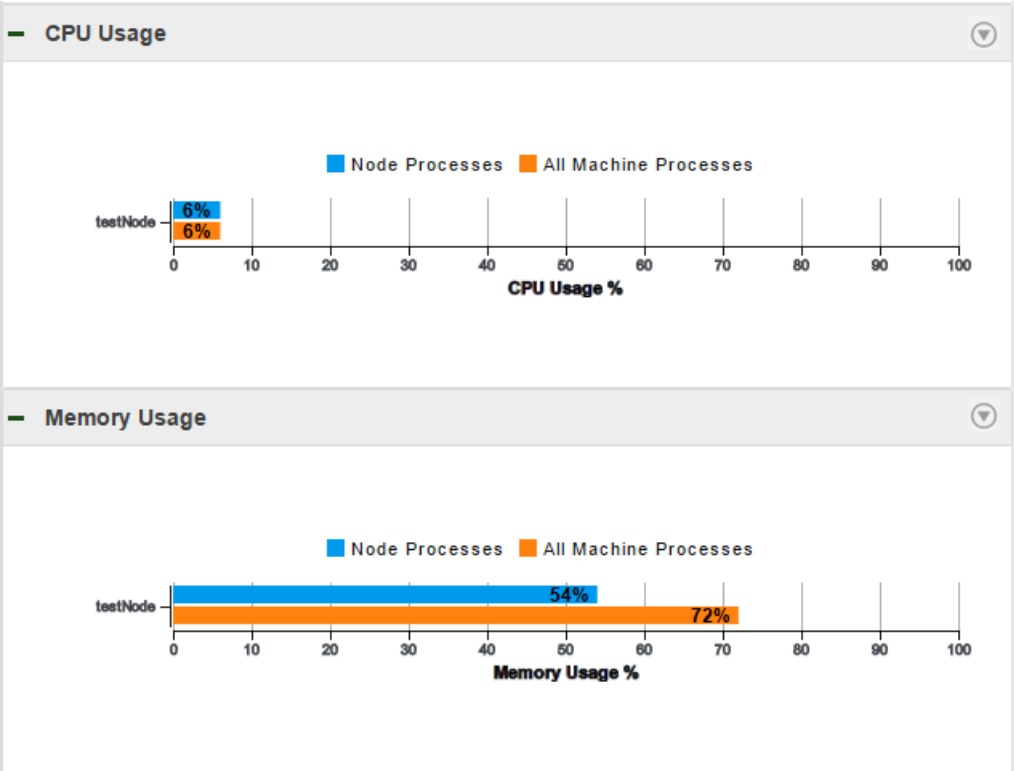 CPU Usage
Node Processes All Machine Processes
6%
testNode
6%
0 10 20 30 40 50 60 70 80 90 100
CPU Usage %
Memory Usage
Node Processes All Machine Processes
54%
testNode
72%
0 10 20 30 40 50 60 70 80 90 100
Memory Usage %